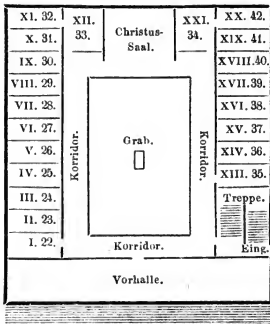 XI. 32. XII. 33. Christus-Saal. XXI. 34. XX. 42.
X. 31. XIX. 41.
IX. 30. XVIII. 40.
VIII. 29. XVII. 39.
VII. 28. XVI. 38.
VI. 27. XV. 37.
V. 26. XIV. 36.
IV. 25. XIII. 35.
III. 24. Treppe.
II. 23.
I. 22. Eing.
Korridor.
Grab.
Korridor.
Korridor.
Vorhalle.